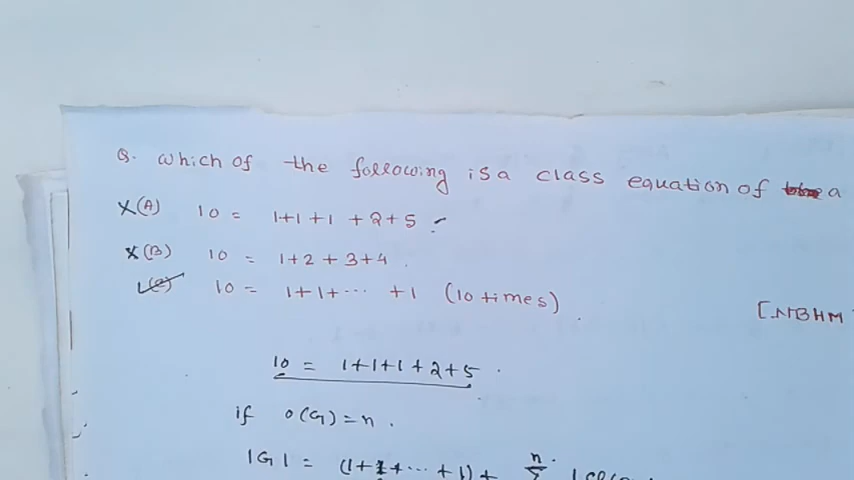 Q. which of the following is a class equation of a
X(A) 10 = 1+1+1+2+5
X(B) 10 = 1+2+3+4.
(C) 10 = 1+1+⋯+1 (10 times).
[NBHM
10 = 1+1+1+2+5.
if o(G)=n.
|G| = (1+1+⋯+1)+ n Σ